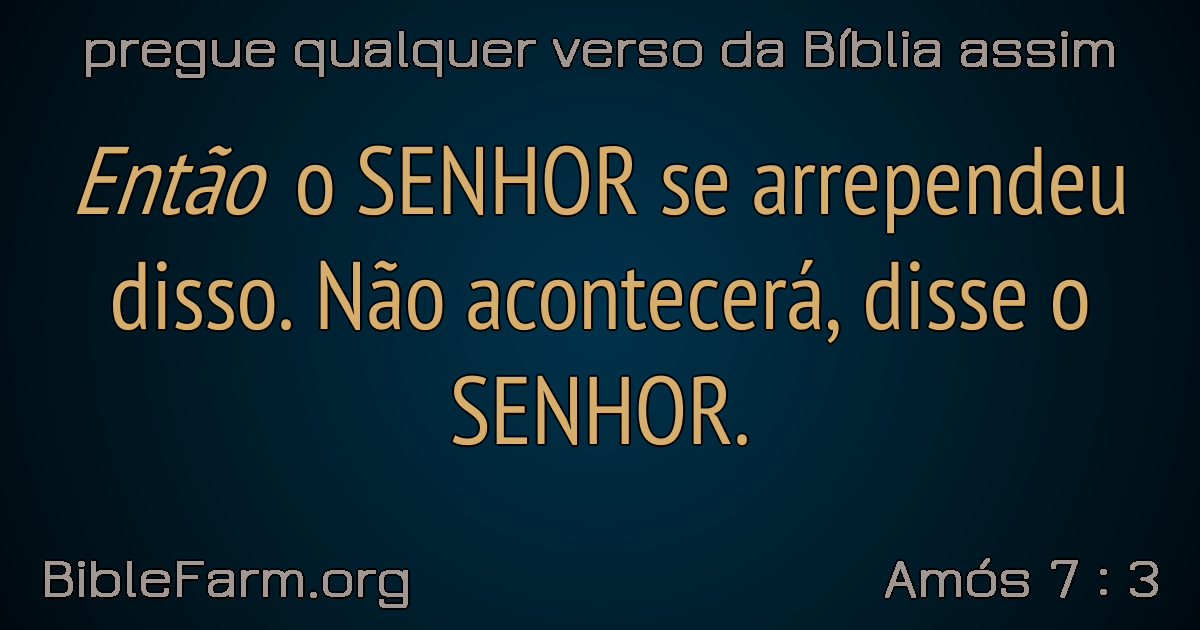 pregue qualquer verso da Bíblia assim
Então o SENHOR se arrependeu
disso. Não acontecerá, disse o
SENHOR.
BibleFarm.org
Amós 7 : 3